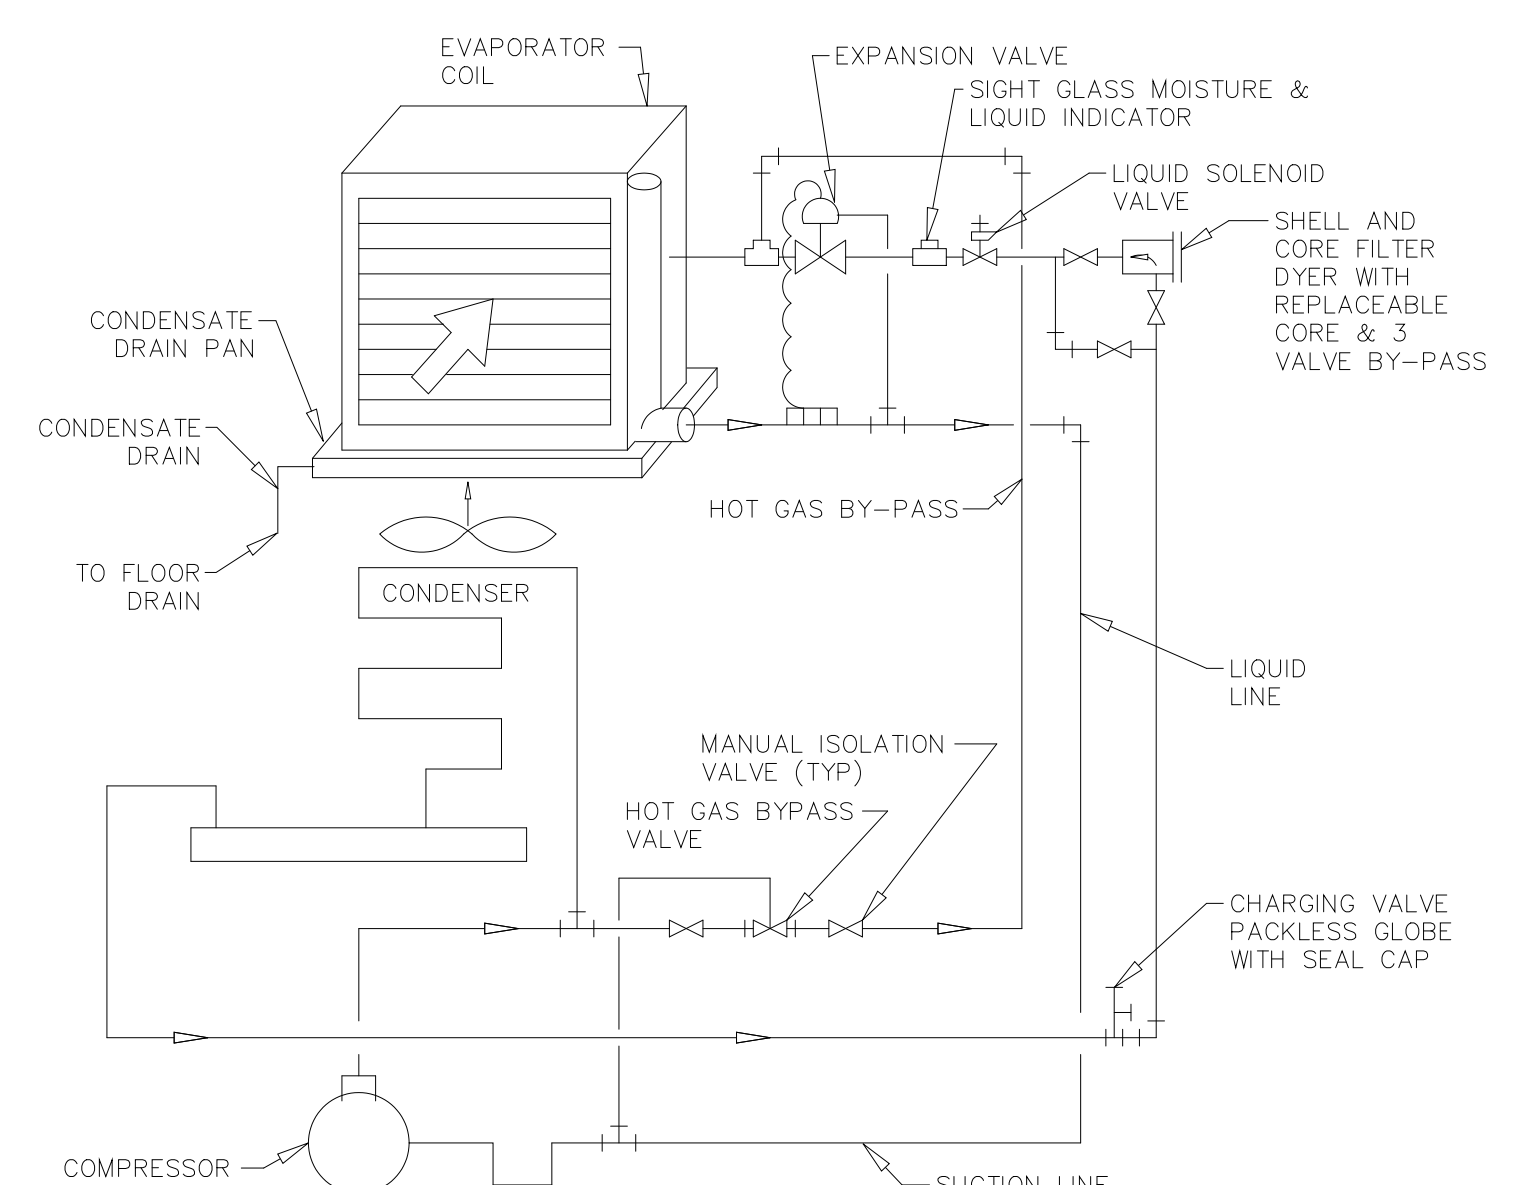 EVAPORATOR
COIL
EXPANSION VALVE
SIGHT GLASS MOISTURE &
LIQUID INDICATOR
LIQUID SOLENOID
VALVE
SHELL AND
CORE FILTER
DYER WITH
REPLACEABLE
CORE & 3
VALVE BY-PASS
CONDENSATE
DRAIN PAN
CONDENSATE
DRAIN
HOT GAS BY-PASS
TO FLOOR
DRAIN
CONDENSER
LIQUID
LINE
MANUAL ISOLATION
VALVE (TYP)
HOT GAS BYPASS
VALVE
CHARGING VALVE
PACKLESS GLOBE
WITH SEAL CAP
COMPRESSOR
SUCTION LINE